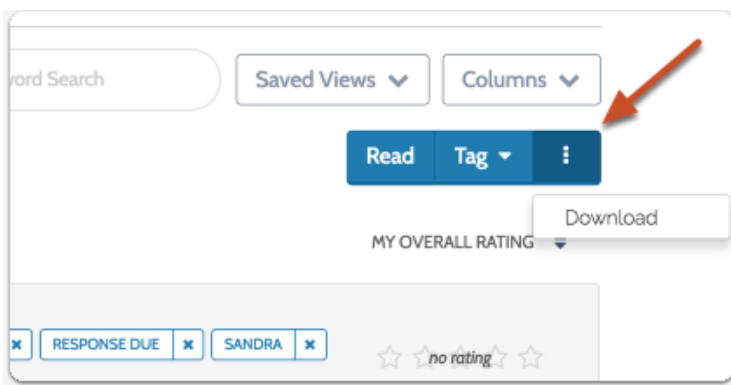 word Search
Saved Views
Columns
Read Tag
Download
MY OVERALL RATING
RESPONSE DUE
SANDRA
no rating